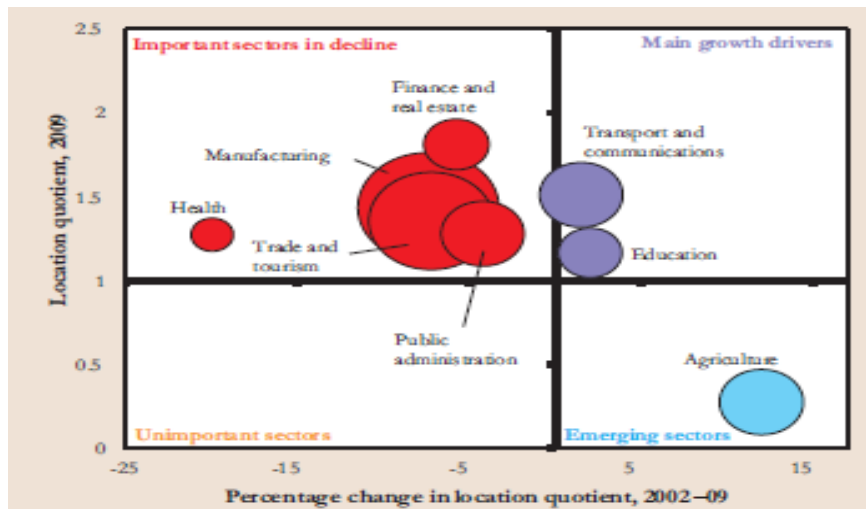 2.5
Important sectors in decline
Main growth drivers
Finance and
real estate
2
Transport and
communications
Manufacturing
Location quotient, 2009
1.5
Health
Trade and
tourism
Education
1
Public
administration
Agriculture
0.5
Unimportant sectors
Emerging sectors
0
-25
-15
-5
5
15
Percentage change in location quotient, 2002–09